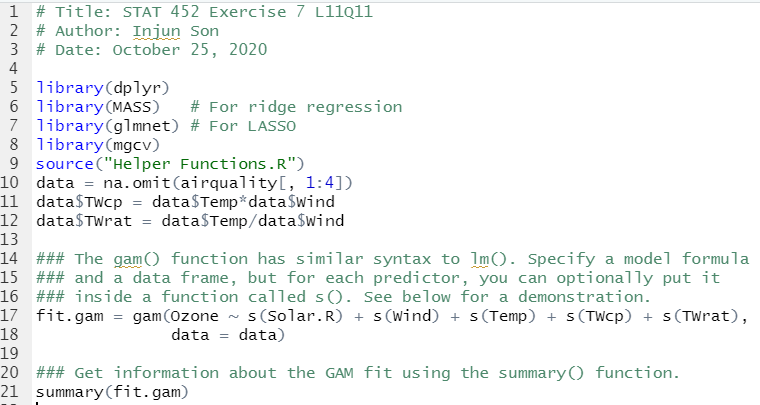 1 # Title: STAT 452 Exercise 7 L11Q11
2 # Author: Injun Son
3 # Date: October 25, 2020
4
5 library(dplyr)
6 library(MASS)   # For ridge regression
7 library(glmnet) # For LASSO
8 library(mgcv)
9 source("Helper Functions.R")
10 data = na.omit(airquality[, 1:4])
11 data$TWcp = data$Temp*data$Wind
12 data$TWrat = data$Temp/data$Wind
13
14 ### The gam() function has similar syntax to lm(). Specify a model formula
15 ### and a data frame, but for each predictor, you can optionally put it
16 ### inside a function called s(). See below for a demonstration.
17 fit.gam = gam(Ozone ~ s(Solar.R) + s(Wind) + s(Temp) + s(TWcp) + s(TWrat),
18               data = data)
19
20 ### Get information about the GAM fit using the summary() function.
21 summary(fit.gam)